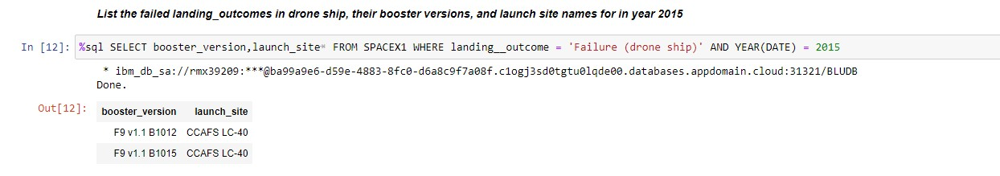 List the failed landing_outcomes in drone ship, their booster versions, and launch site names for in year 2015
In [12]: %sql SELECT booster_version,launch_site* FROM SPACEX1 WHERE landing__outcome = 'Failure (drone ship)' AND YEAR(DATE) = 2015
* ibm_db_sa://rmx39209:***@ba99a9e6-d59e-4883-8fc0-d6a8c9f7a08f.c1ogj3sd0tgtu0lqde00.databases.appdomain.cloud:31321/BLUDB
Done.
Out[12]: booster_version launch_site
F9 v1.1 B1012 CCAFS LC-40
F9 v1.1 B1015 CCAFS LC-40